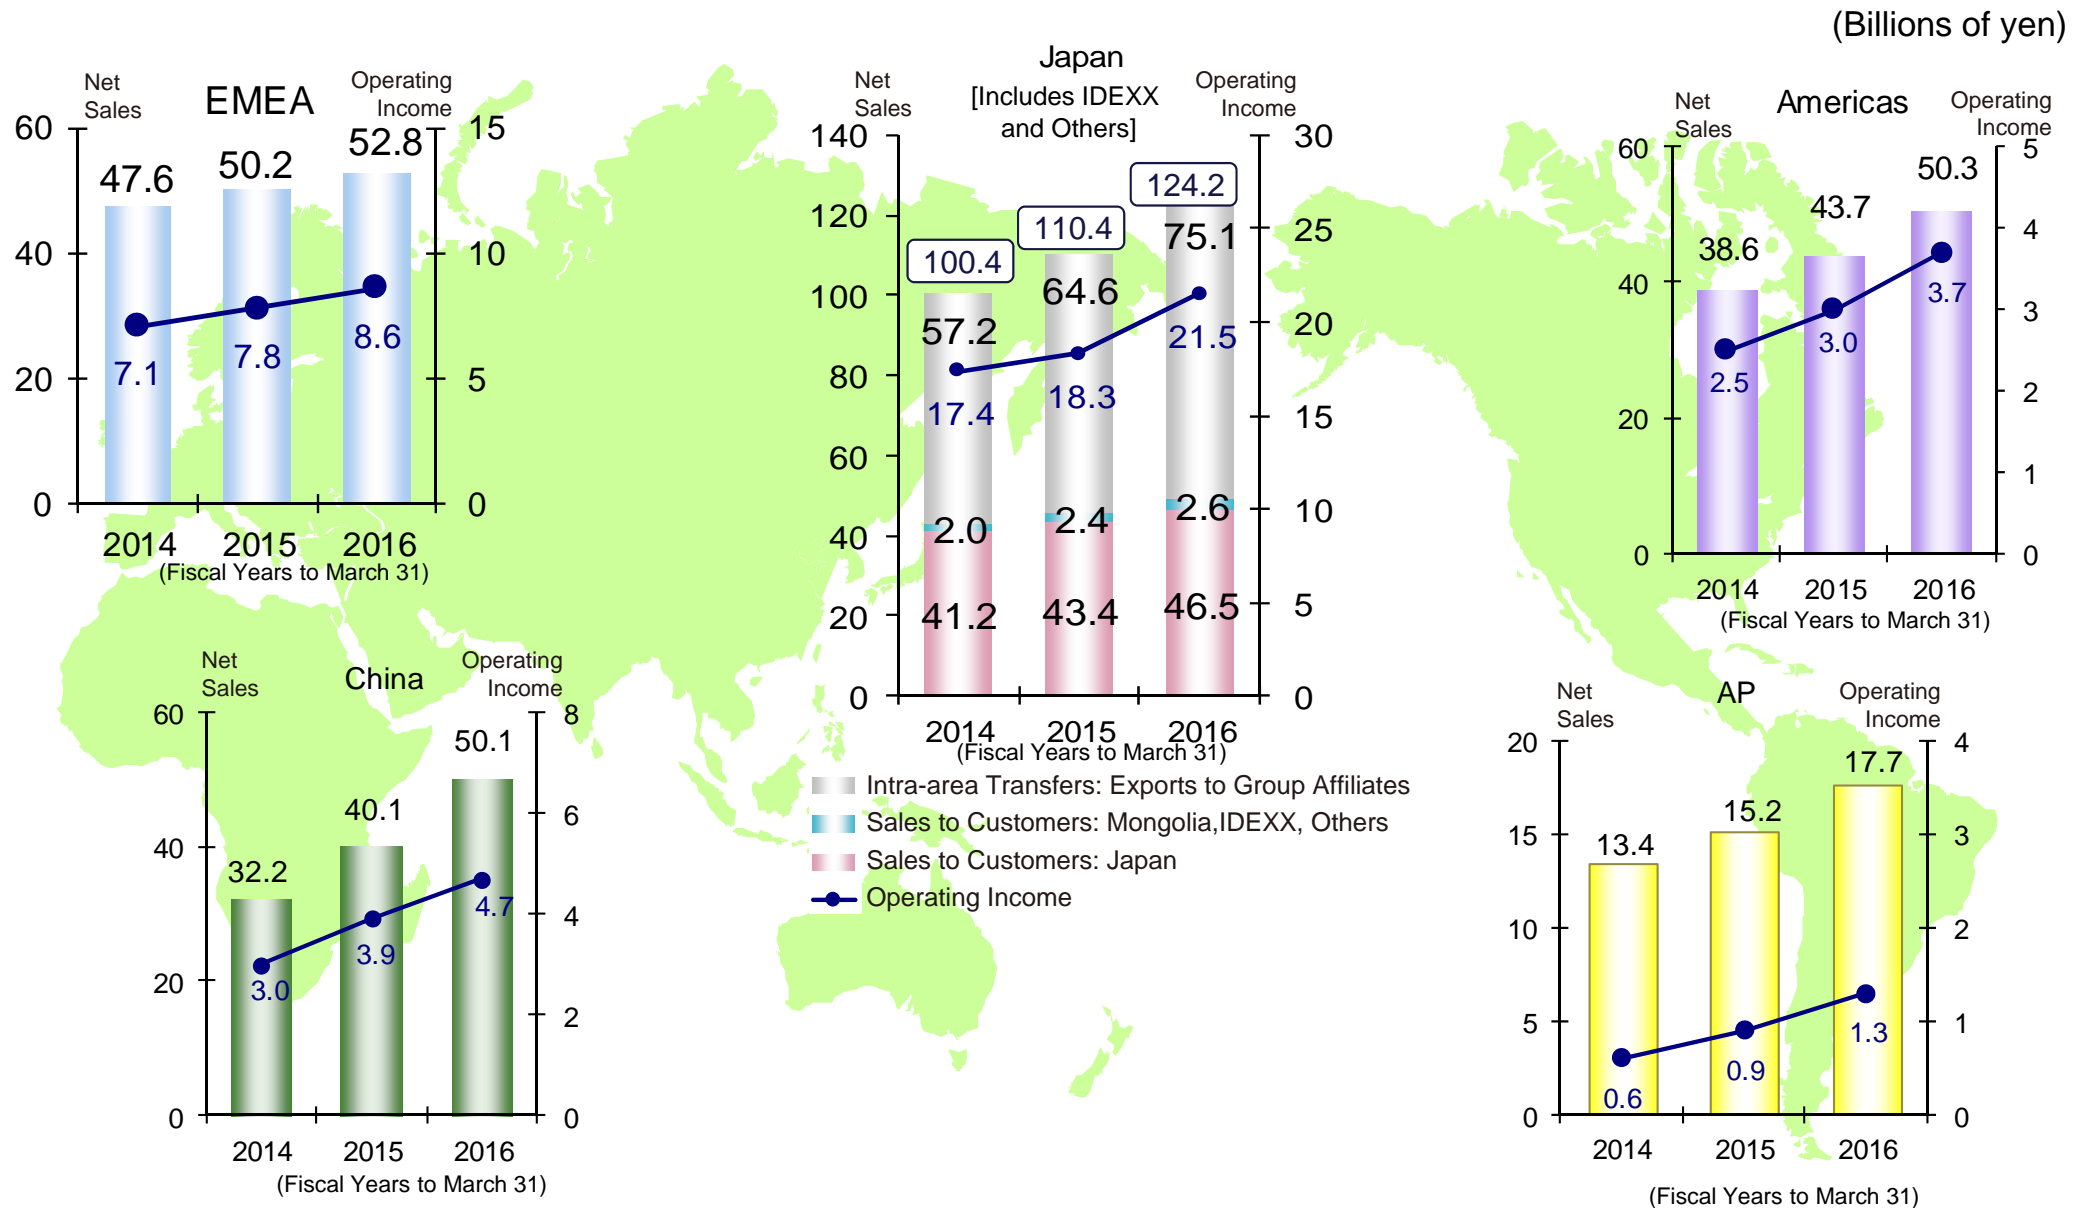 (Billions of yen)
Net
Sales
EMEA
Operating
Income
60
40
20
0
15
10
5
0
47.6
50.2
52.8
7.1
7.8
8.6
2014
2015
2016
(Fiscal Years to March 31)
Japan
[Includes IDEXX
and Others]
Net
Sales
Operating
Income
140
120
100
80
60
40
20
0
30
25
20
15
10
5
0
100.4
110.4
124.2
57.2
64.6
75.1
17.4
18.3
21.5
2.0
2.4
2.6
41.2
43.4
46.5
2014
2015
2016
(Fiscal Years to March 31)
Intra-area Transfers: Exports to Group Affiliates
Sales to Customers: Mongolia,IDEXX, Others
Sales to Customers: Japan
Operating Income
Net
Sales
Americas
Operating
Income
60
40
20
0
5
4
3
2
1
0
38.6
43.7
50.3
2.5
3.0
3.7
2014
2015
2016
(Fiscal Years to March 31)
Net
Sales
China
Operating
Income
60
40
20
0
8
6
4
2
0
32.2
40.1
50.1
3.0
3.9
4.7
2014
2015
2016
(Fiscal Years to March 31)
Net
Sales
AP
Operating
Income
20
15
10
5
0
4
3
2
1
0
13.4
15.2
17.7
0.6
0.9
1.3
2014
2015
2016
(Fiscal Years to March 31)